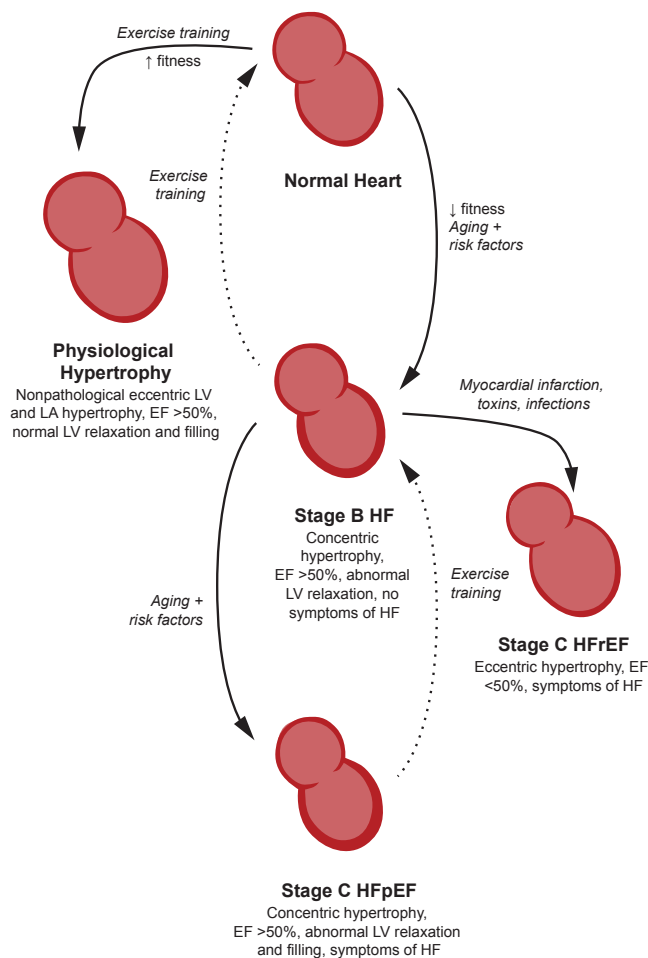 Exercise training
↑ fitness
Normal Heart
Exercise
training
↓ fitness
Aging +
risk factors
Physiological
Hypertrophy
Nonpathological eccentric LV
and LA hypertrophy, EF >50%,
normal LV relaxation and filling
Myocardial infarction,
toxins, infections
Stage B HF
Concentric
hypertrophy,
EF >50%, abnormal
LV relaxation, no
symptoms of HF
Exercise
training
Aging +
risk factors
Stage C HFrEF
Eccentric hypertrophy, EF
<50%, symptoms of HF
Stage C HFpEF
Concentric hypertrophy,
EF >50%, abnormal LV relaxation
and filling, symptoms of HF